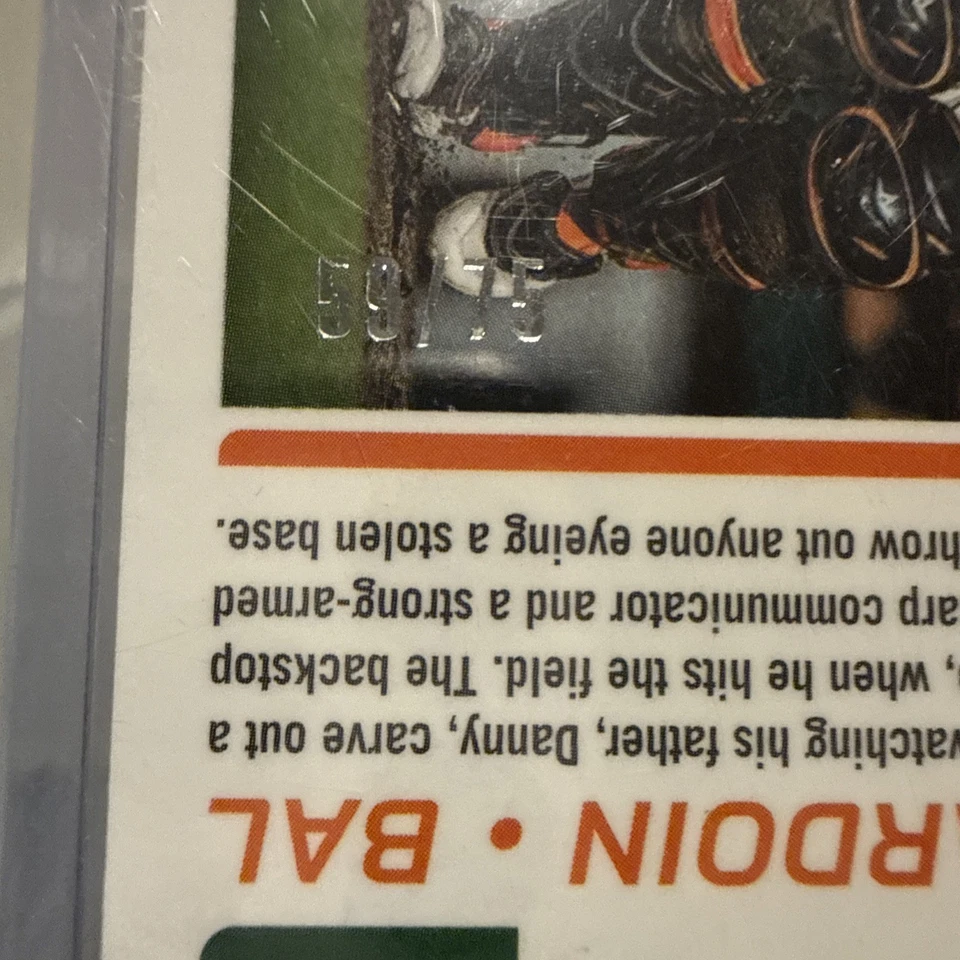 ARDOIN • BAL
watching his father, Danny, carve out a
, when he hits the field. The backstop
arp communicator and a strong-armed
hrow out anyone eyeing a stolen base.
59/75